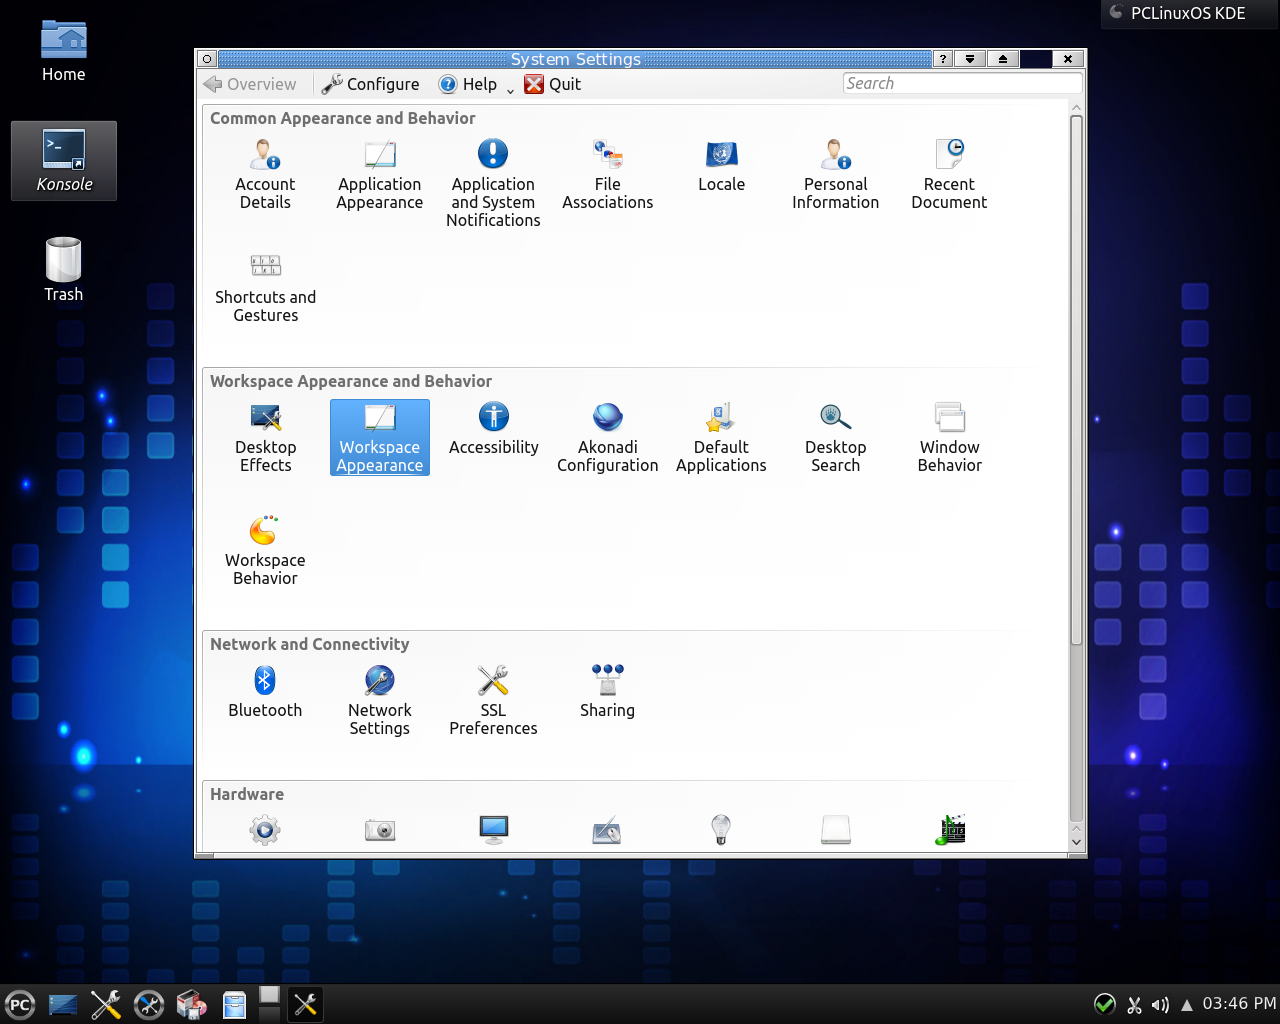 PCLinuxOS KDE
Home
Konsole
Trash
System Settings
Overview
Configure
Help
Quit
Search
Common Appearance and Behavior
Account
Details
Application
Appearance
Application
and System
Notifications
File
Associations
Locale
Personal
Information
Recent
Document
Shortcuts and
Gestures
Workspace Appearance and Behavior
Desktop
Effects
Workspace
Appearance
Accessibility
Akonadi
Configuration
Default
Applications
Desktop
Search
Window
Behavior
Workspace
Behavior
Network and Connectivity
Bluetooth
Network
Settings
SSL
Preferences
Sharing
Hardware
PC
03:46 PM